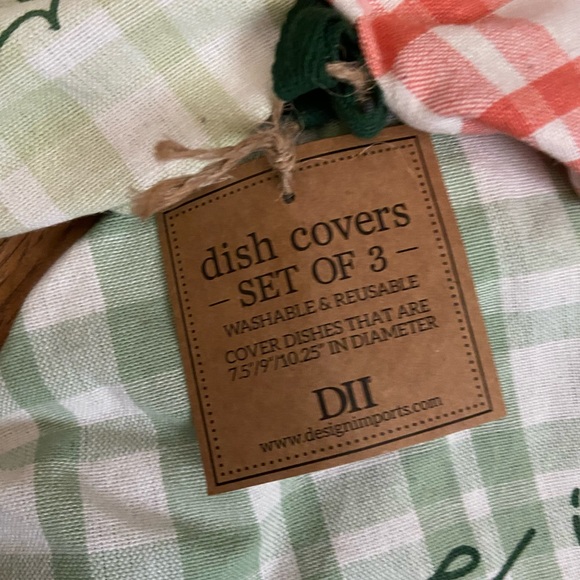 dish covers
- SET OF 3 -
WASHABLE & REUSABLE
COVER DISHES THAT ARE
7.5"/9"/10.25" IN DIAMETER
DII
www.designimports.com